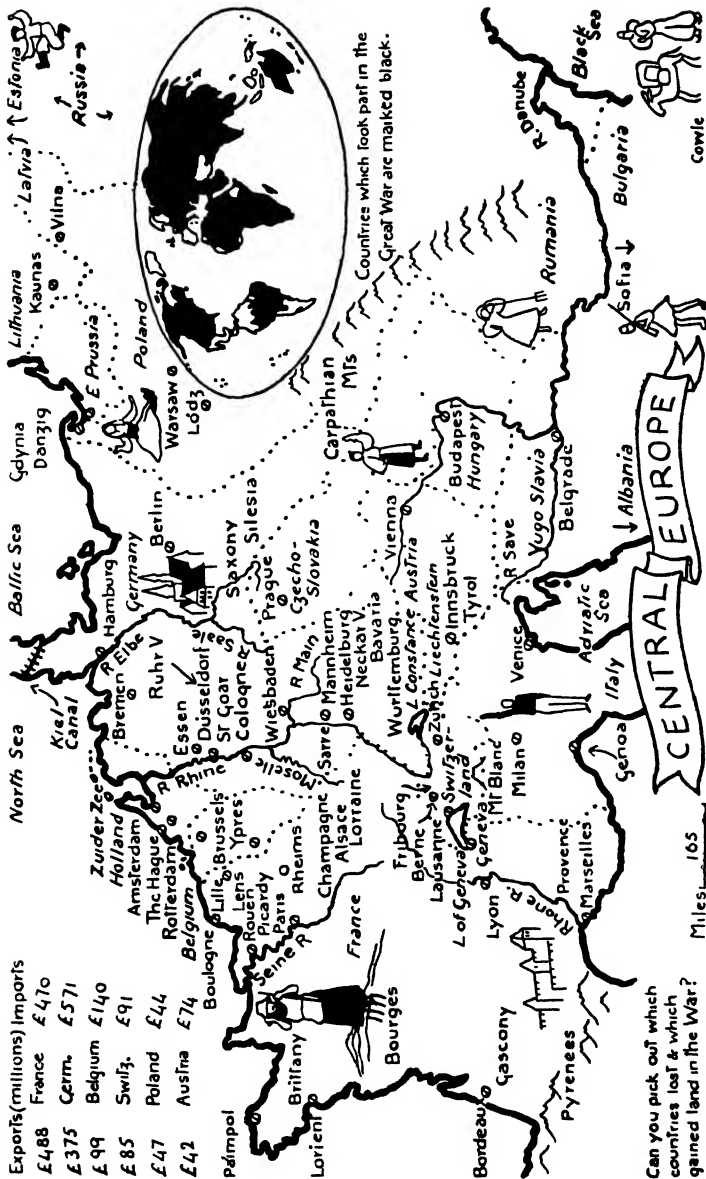 Exports (millions) Imports
£488 France £470
£375 Germ. £571
£99 Belgium £140
£85 Switz. £91
£47 Poland £44
£42 Austria £74
North Sea
Baltic Sea
Kiel
Canal
Gdynia
Danzig
E Prussia
Lithuania
Kaunas
Latvia
Estonia
Russia
Vilna
Poland
Warsaw
Lódz
Zuider Zee
Holland
Amsterdam
The Hague
Rotterdam
Belgium
Bremen
Hamburg
R Elbe
Germany
Berlin
Ruhr V
Essen
Düsseldorf
St Goar
Cologne
Saale
Saxony
Silesia
R Rhine
Wiesbaden
Prague
Czecho-
Slovakia
Boulogne
Lille
Brussels
Lens
Ypres
Rouen
Picardy
Paris
Rheims
Seine R
Moselle
R Main
Mannheim
Heidelburg
Neckar V.
Bavaria
Sarre
Champagne
Alsace
Lorraine
Paimpol
Brittany
Lorient
France
Bourges
Carpathian
Mts
Countries which took part in the
Great War are marked black.
Wurttemburg
L Constance
Austria
Vienna
Zurich
Liechtenstein
Innsbruck
Tyrol
Budapest
Hungary
Fribourg
Berne
Lausanne
Switzer-
land
L of Geneva
Geneva
Mt Blanc
Milan
Lyon
Rhone R.
Provence
Marseilles
Bordeaux
Gascony
Pyrenees
Venice
Adriatic
Sea
R Save
Yugo Slavia
Belgrade
Rumania
R. Danube
Black
Sea
Bulgaria
Sofia
Albania
Italy
Genoa
CENTRAL EUROPE
Can you pick out which
countries lost & which
gained land in the War?
Miles 165
Cowle